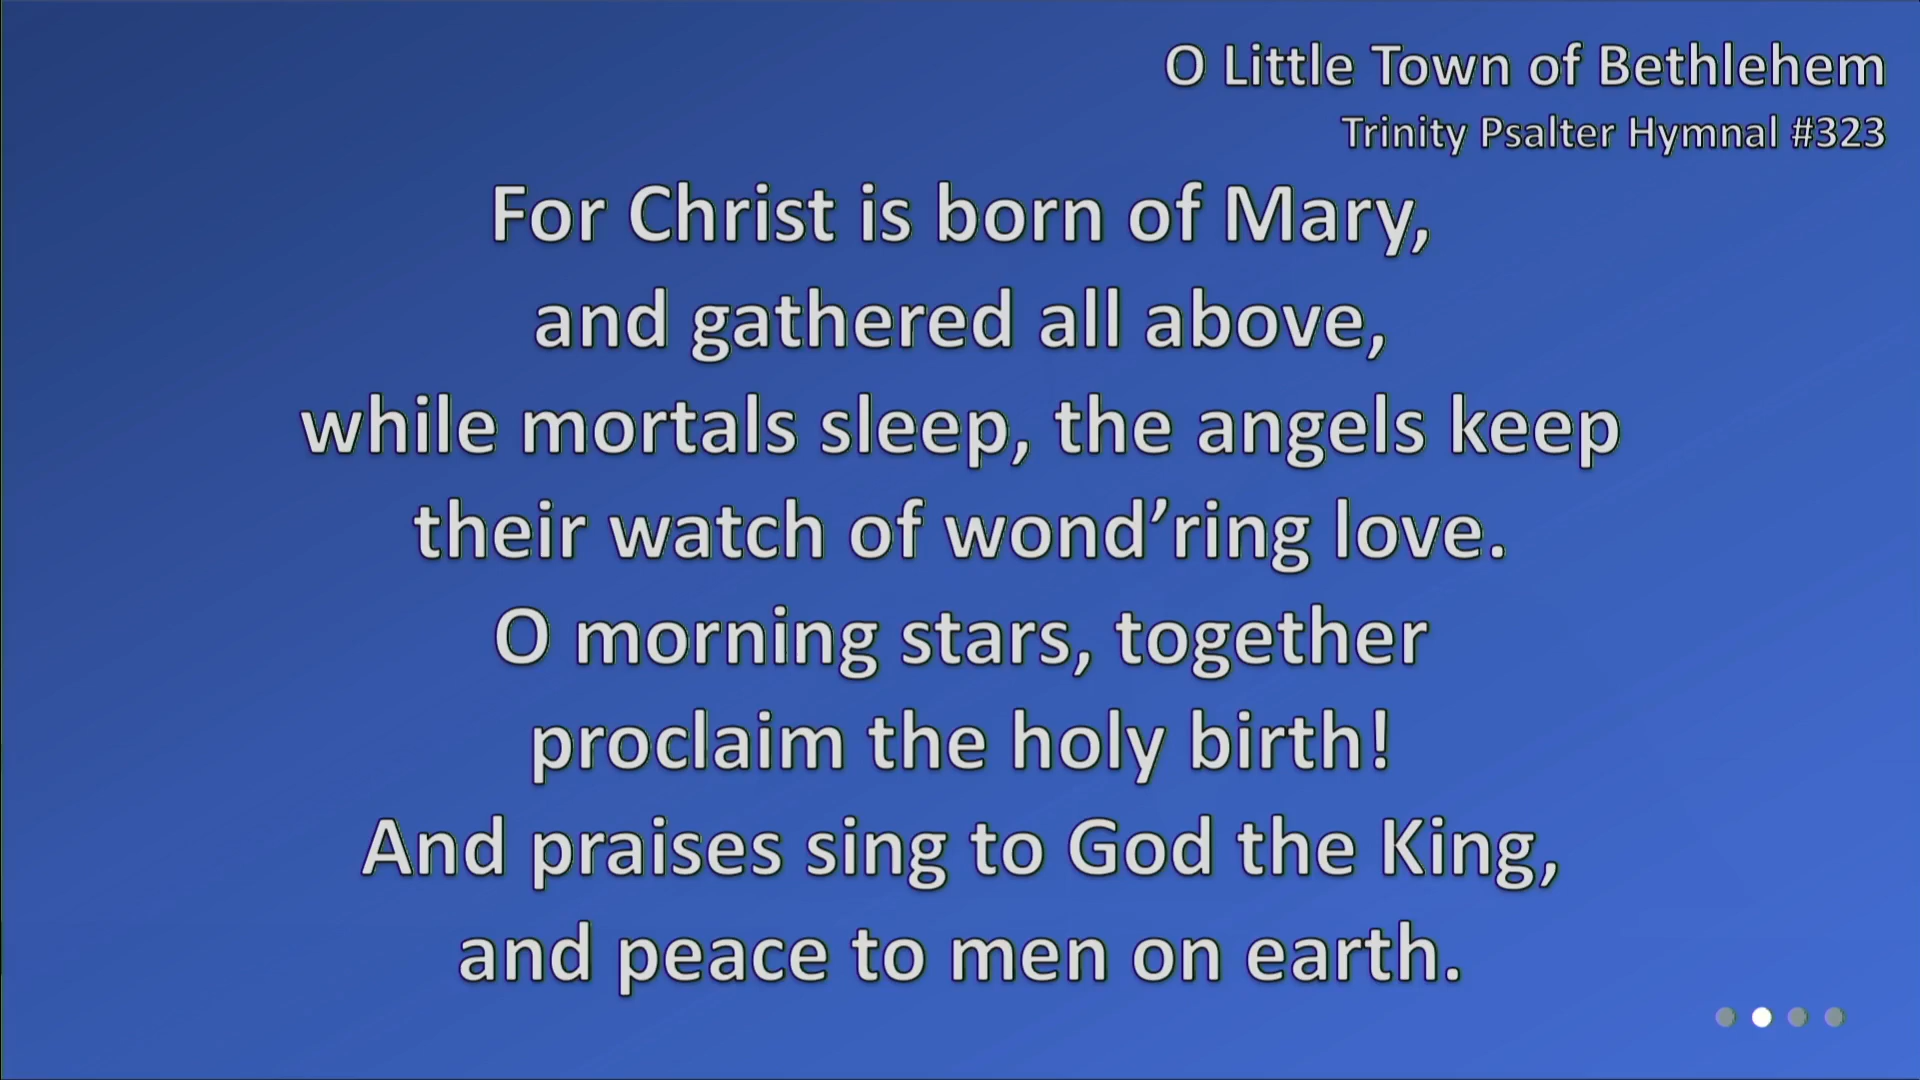 O Little Town of Bethlehem
Trinity Psalter Hymnal #323
For Christ is born of Mary,
and gathered all above,
while mortals sleep, the angels keep
their watch of wond’ring love.
O morning stars, together
proclaim the holy birth!
And praises sing to God the King,
and peace to men on earth.